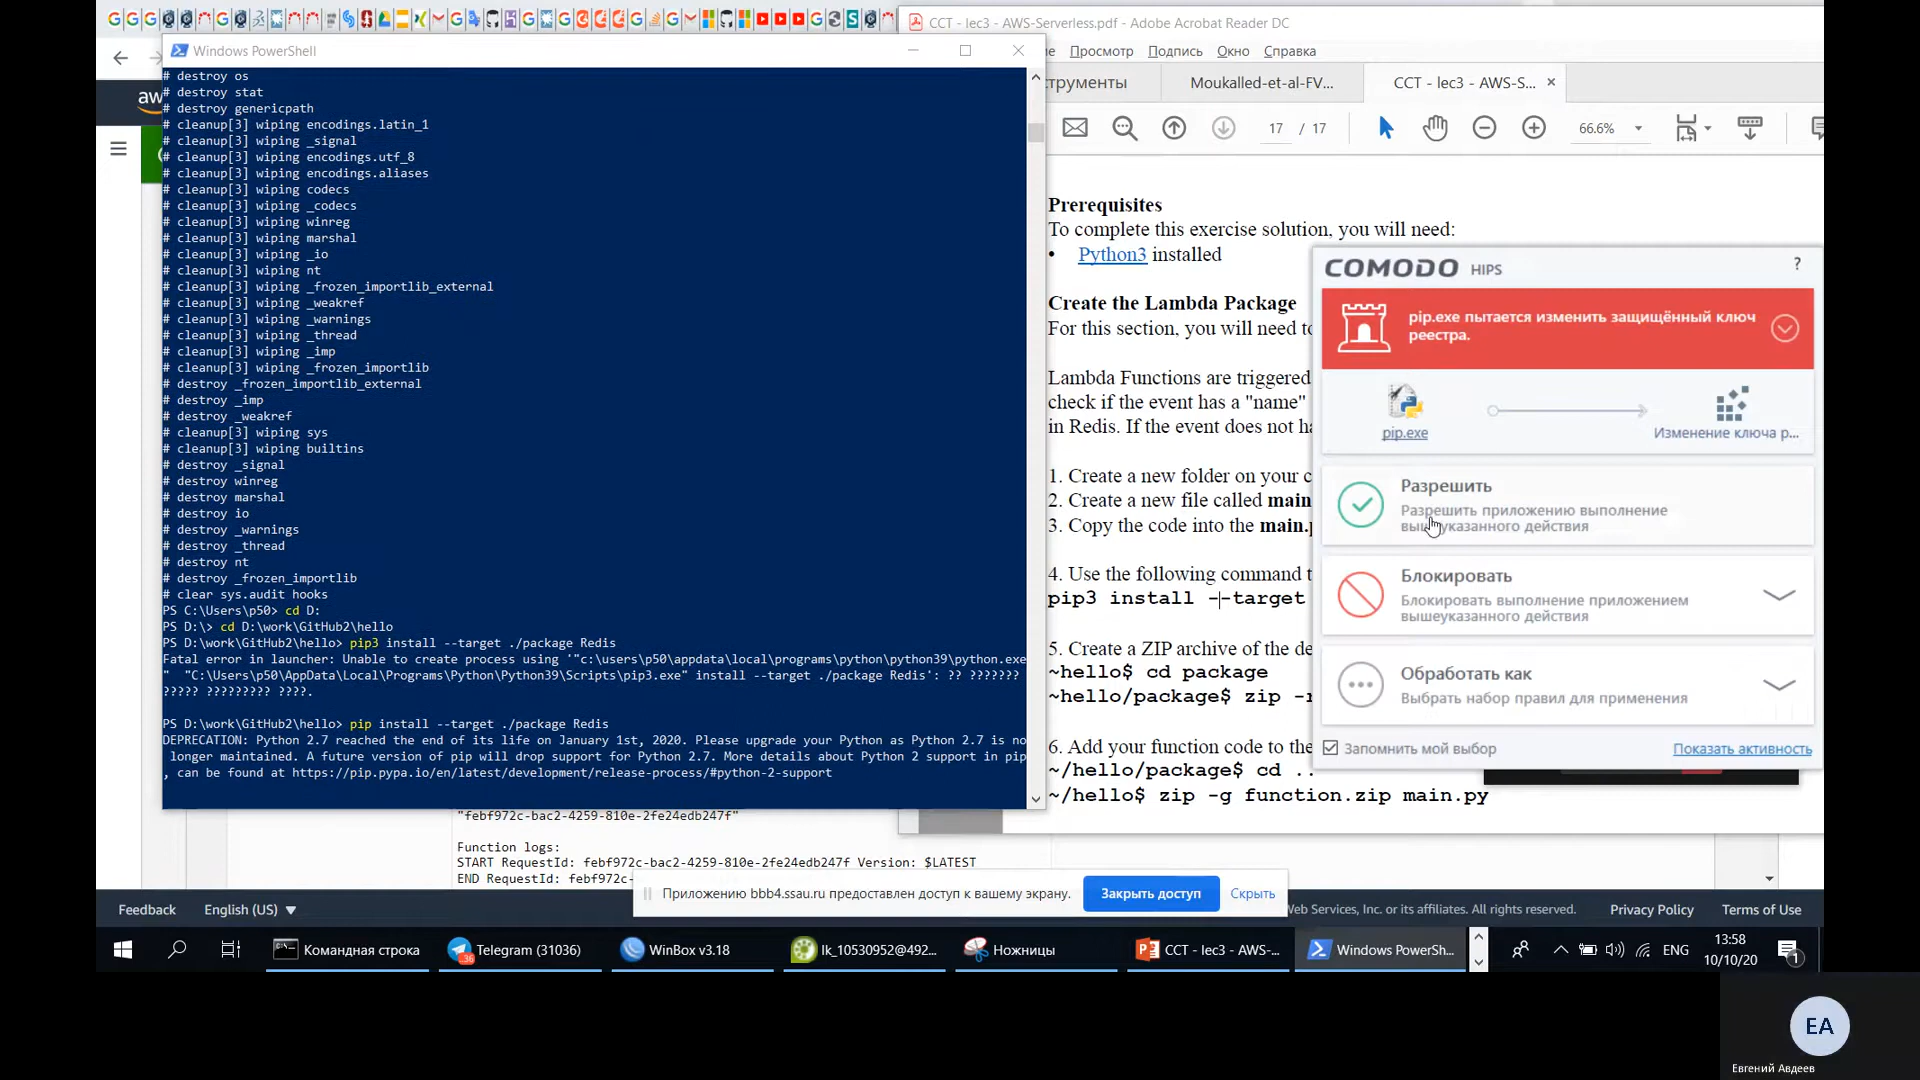 CCT - lec3 - AWS-Serverless.pdf - Adobe Acrobat Reader DC
Windows PowerShell
Просмотр Подпись Окно Справка
Moukalled-et-al-FV...
CCT - lec3 - AWS-S...
17 / 17
66.6%
# destroy os
# destroy stat
# destroy genericpath
# cleanup[3] wiping encodings.latin_1
# cleanup[3] wiping _signal
# cleanup[3] wiping encodings.utf_8
# cleanup[3] wiping encodings.aliases
# cleanup[3] wiping codecs
# cleanup[3] wiping _codecs
# cleanup[3] wiping winreg
# cleanup[3] wiping marshal
# cleanup[3] wiping _io
# cleanup[3] wiping nt
# cleanup[3] wiping _frozen_importlib_external
# cleanup[3] wiping _weakref
# cleanup[3] wiping _warnings
# cleanup[3] wiping _thread
# cleanup[3] wiping _imp
# cleanup[3] wiping _frozen_importlib
# destroy _frozen_importlib_external
# destroy _imp
# destroy _weakref
# cleanup[3] wiping sys
# cleanup[3] wiping builtins
# destroy _signal
# destroy winreg
# destroy marshal
# destroy io
# destroy _warnings
# destroy _thread
# destroy nt
# destroy _frozen_importlib
# clear sys.audit hooks
PS C:\Users\p50> cd D:
PS D:\> cd D:\work\GitHub2\hello
PS D:\work\GitHub2\hello> pip3 install --target ./package Redis
Fatal error in launcher: Unable to create process using '"c:\users\p50\appdata\local\programs\python\python39\python.exe
"  "C:\Users\p50\AppData\Local\Programs\Python\Python39\Scripts\pip3.exe" install --target ./package Redis': ?? ???????
????? ????????? ????.
PS D:\work\GitHub2\hello> pip install --target ./package Redis
DEPRECATION: Python 2.7 reached the end of its life on January 1st, 2020. Please upgrade your Python as Python 2.7 is no
longer maintained. A future version of pip will drop support for Python 2.7. More details about Python 2 support in pip
, can be found at https://pip.pypa.io/en/latest/development/release-process/#python-2-support
Prerequisites
To complete this exercise solution, you will need:
• Python3 installed
Create the Lambda Package
For this section, you will need to
Lambda Functions are triggered
check if the event has a "name"
in Redis. If the event does not ha
1. Create a new folder on your c
2. Create a new file called main
3. Copy the code into the main.p
4. Use the following command t
pip3 install --target
5. Create a ZIP archive of the de
~hello$ cd package
~hello/package$ zip -r
6. Add your function code to the
~/hello/package$ cd ..
~/hello$ zip -g function.zip main.py
COMODO HIPS ?
pip.exe пытается изменить защищённый ключ
реестра.
pip.exe
Изменение ключа р...
Разрешить
Разрешить приложению выполнение
вышеуказанного действия
Блокировать
Блокировать выполнение приложением
вышеуказанного действия
Обработать как
Выбрать набор правил для применения
Запомнить мой выбор
Показать активность
"febf972c-bac2-4259-810e-2fe24edb247f"
Function logs:
START RequestId: febf972c-bac2-4259-810e-2fe24edb247f Version: $LATEST
END RequestId: febf972c-
Приложению bbb4.ssau.ru предоставлен доступ к вашему экрану.
Закрыть доступ
Скрыть
Feedback
English (US)
Web Services, Inc. or its affiliates. All rights reserved.
Privacy Policy
Terms of Use
Командная строка
Telegram (31036)
WinBox v3.18
lk_10530952@492...
Ножницы
CCT - lec3 - AWS-...
Windows PowerShe...
ENG
13:58
10/10/20
EA
Евгений Авдеев